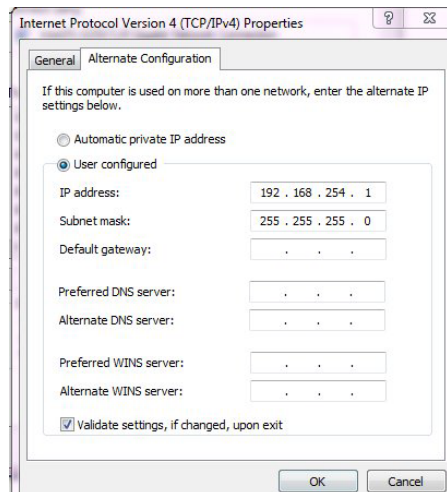 Internet Protocol Version 4 (TCP/IPv4) Properties
General Alternate Configuration
If this computer is used on more than one network, enter the alternate IP
settings below.
Automatic private IP address
User configured
IP address: 192 . 168 . 254 . 1
Subnet mask: 255 . 255 . 255 . 0
Default gateway: . . .
Preferred DNS server: . . .
Alternate DNS server: . . .
Preferred WINS server: . . .
Alternate WINS server: . . .
Validate settings, if changed, upon exit
OK Cancel